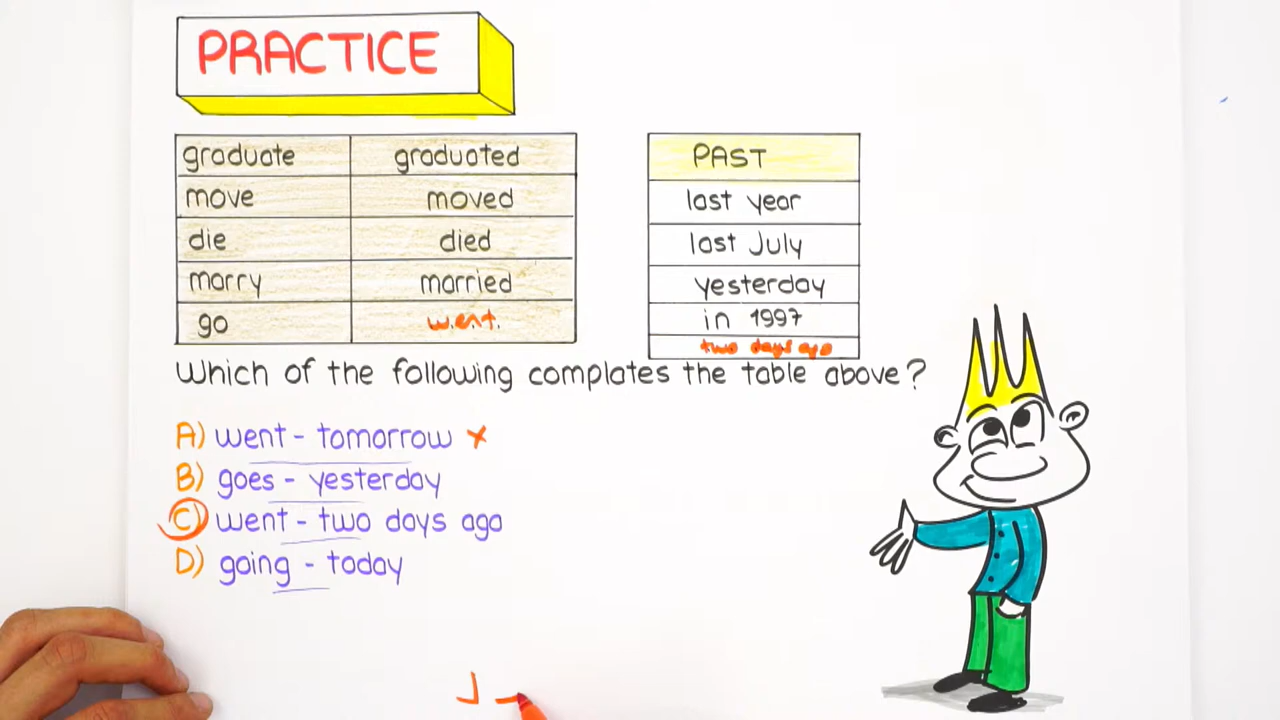 PRACTICE
graduate graduated
move moved
die died
marry married
go went.
PAST
last year
last July
yesterday
in 1997
two days ago
Which of the following complates the table above?
A) went - tomorrow x
B) goes - yesterday
C) went - two days ago
D) going - today